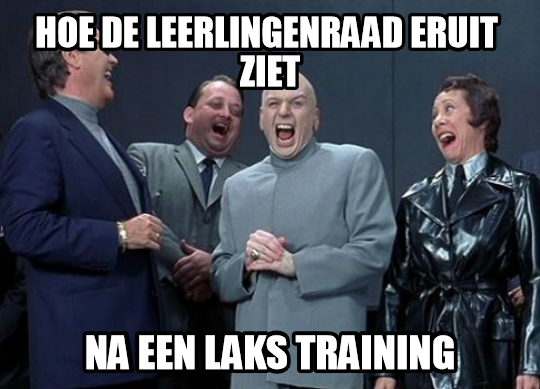 HOE DE LEERLINGENRAAD ERUIT
ZIET
NA EEN LAKS TRAINING